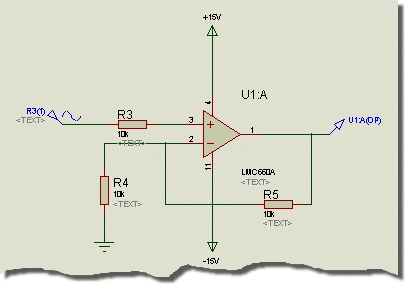 +15V
U1:A
R3(1)
<TEXT>
R3
10k
<TEXT>
3
2
4
11
1
U1:A(OP)
LMC660A
<TEXT>
R4
10k
<TEXT>
R5
10k
<TEXT>
-15V